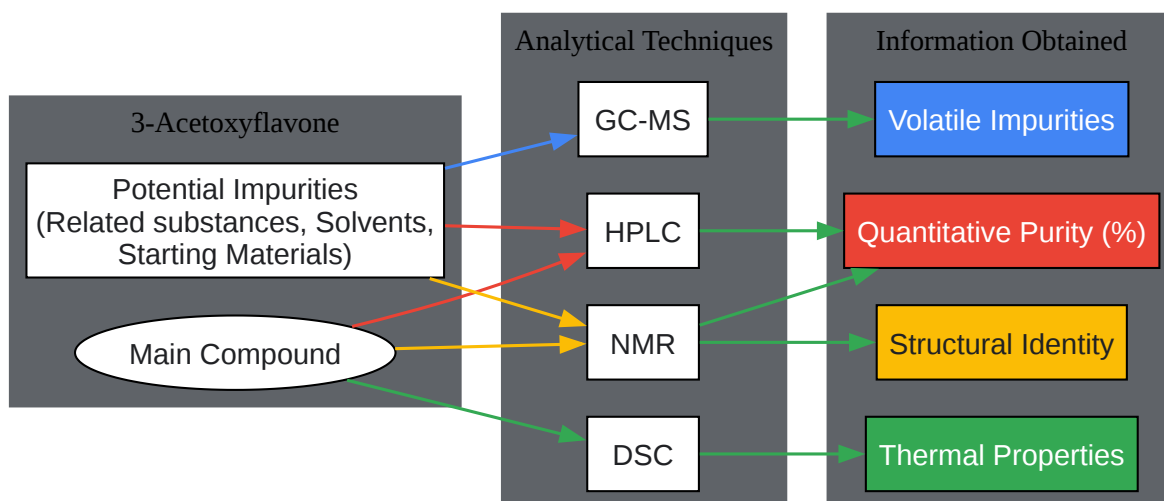 3-Acetoxyflavone
Potential Impurities
(Related substances, Solvents,
Starting Materials)
Main Compound
Analytical Techniques
GC-MS
HPLC
NMR
DSC
Information Obtained
Volatile Impurities
Quantitative Purity (%)
Structural Identity
Thermal Properties